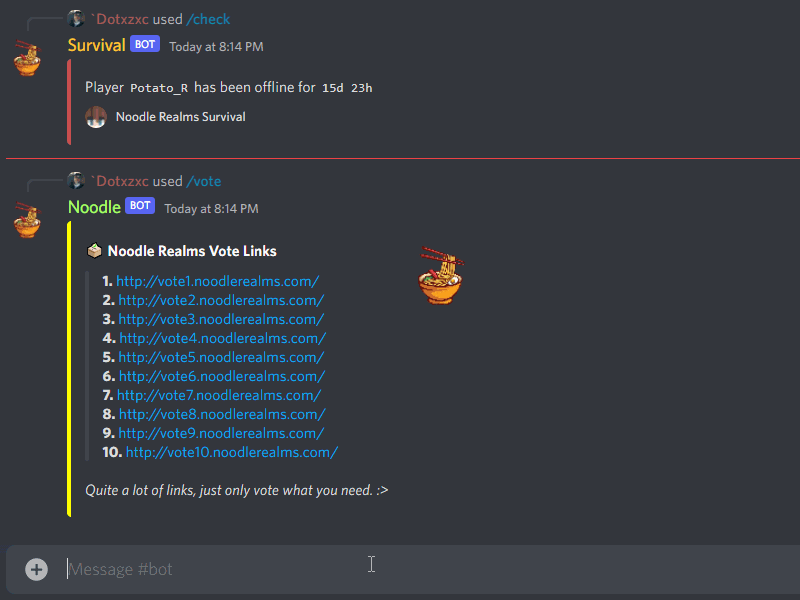 `Dotxzxc used /check
Survival BOT Today at 8:14 PM
Player Potato_R has been offline for 15d 23h
Noodle Realms Survival
`Dotxzxc used /vote
Noodle BOT Today at 8:14 PM
Noodle Realms Vote Links
1. http://vote1.noodlerealms.com/
2. http://vote2.noodlerealms.com/
3. http://vote3.noodlerealms.com/
4. http://vote4.noodlerealms.com/
5. http://vote5.noodlerealms.com/
6. http://vote6.noodlerealms.com/
7. http://vote7.noodlerealms.com/
8. http://vote8.noodlerealms.com/
9. http://vote9.noodlerealms.com/
10. http://vote10.noodlerealms.com/
Quite a lot of links, just only vote what you need. :>
Message #bot